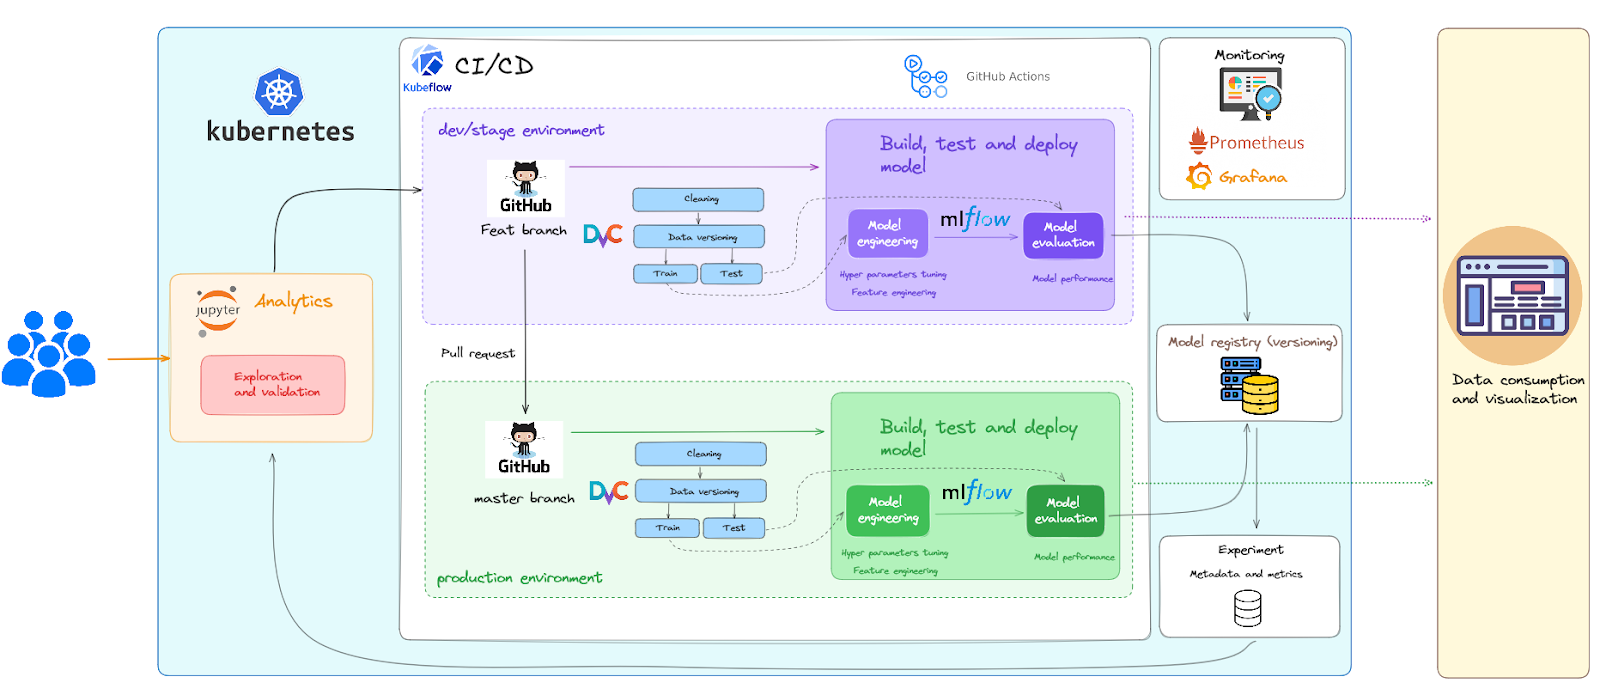 kubernetes
Kubeflow
CI/CD
GitHub Actions
Monitoring
Prometheus
Grafana
dev/stage environment
GitHub
Feat branch
DVC
Cleaning
Data versioning
Train
Test
Build, test and deploy
model
Model
engineering
mlflow
Model
evaluation
Hyper parameters tuning
Feature engineering
Model performance
jupyter
Analytics
Exploration
and validation
Pull request
Model registry (versioning)
Data consumption
and visualization
GitHub
master branch
DVC
Cleaning
Data versioning
Train
Test
Build, test and deploy
model
Model
engineering
mlflow
Model
evaluation
Hyper parameters tuning
Feature engineering
Model performance
production environment
Experiment
Metadata and metrics